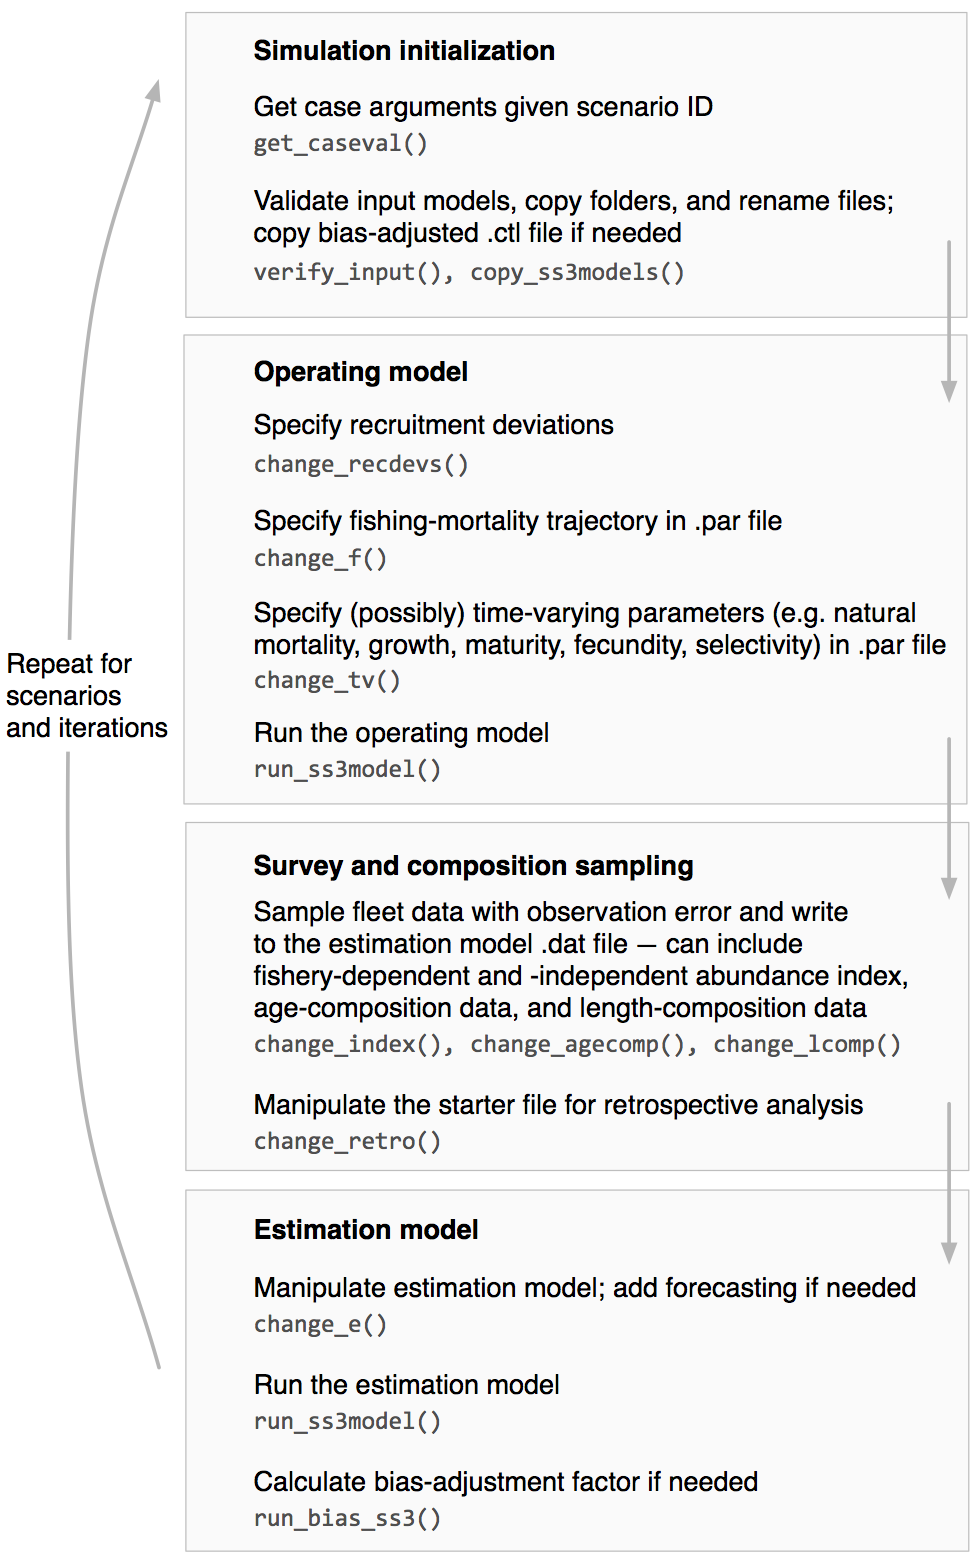 Simulation initialization
Get case arguments given scenario ID
get_caseval()
Validate input models, copy folders, and rename files;
copy bias-adjusted .ctl file if needed
verify_input(), copy_ss3models()
Operating model
Specify recruitment deviations
change_recdevs()
Specify fishing-mortality trajectory in .par file
change_f()
Specify (possibly) time-varying parameters (e.g. natural
mortality, growth, maturity, fecundity, selectivity) in .par file
change_tv()
Run the operating model
run_ss3model()
Repeat for
scenarios
and iterations
Survey and composition sampling
Sample fleet data with observation error and write
to the estimation model .dat file — can include
fishery-dependent and -independent abundance index,
age-composition data, and length-composition data
change_index(), change_agecomp(), change_lcomp()
Manipulate the starter file for retrospective analysis
change_retro()
Estimation model
Manipulate estimation model; add forecasting if needed
change_e()
Run the estimation model
run_ss3model()
Calculate bias-adjustment factor if needed
run_bias_ss3()